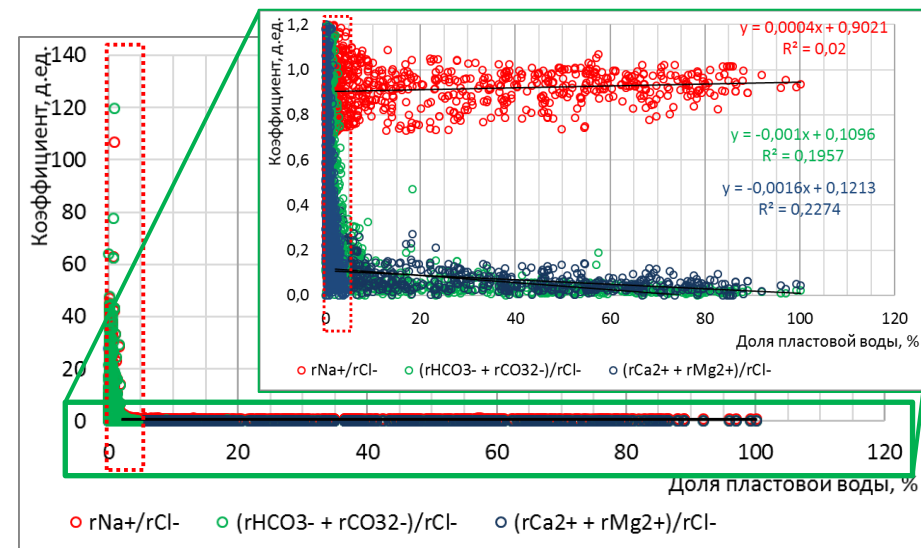 1,2
1,0
0,8
0,6
0,4
0,2
0,0
Коэффициент, д.ед.
y = 0,0004x + 0,9021
R² = 0,02
y = -0,001x + 0,1096
R² = 0,1957
y = -0,0016x + 0,1213
R² = 0,2274
0 20 40 60 80 100 120
Доля пластовой воды, %
rNa+/rCl- (rHCO3- + rCO32-)/rCl- (rCa2+ + rMg2+)/rCl-
140
120
100
80
60
40
20
0
Коэффициент, д.ед.
0 20 40 60 80 100 120
Доля пластовой воды, %
rNa+/rCl- (rHCO3- + rCO32-)/rCl- (rCa2+ + rMg2+)/rCl-